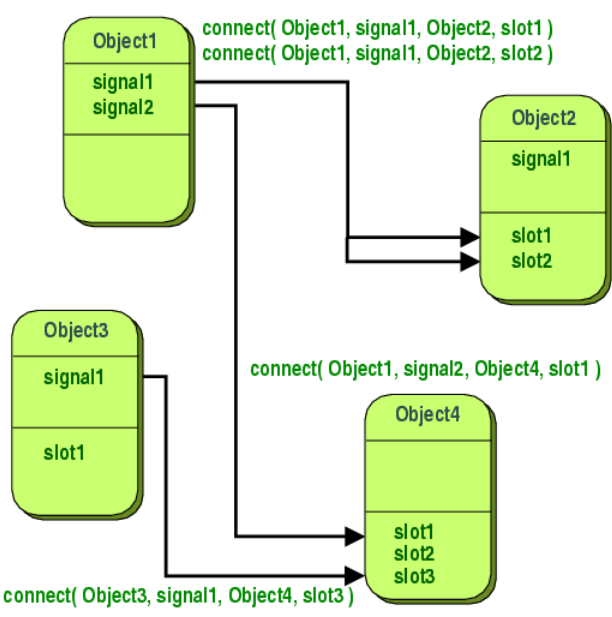 Object1
signal1
signal2
connect( Object1, signal1, Object2, slot1 )
connect( Object1, signal1, Object2, slot2 )
Object2
signal1
slot1
slot2
Object3
signal1
slot1
connect( Object1, signal2, Object4, slot1 )
Object4
slot1
slot2
slot3
connect( Object3, signal1, Object4, slot3 )